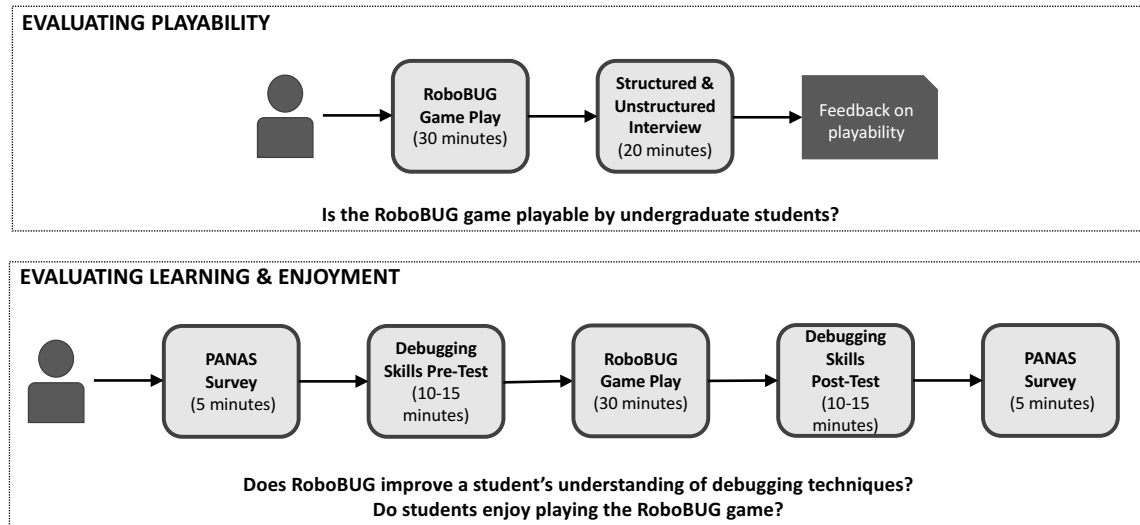 EVALUATING PLAYABILITY
RoboBUG
Game Play
(30 minutes)
Structured &
Unstructured
Interview
(20 minutes)
Feedback on
playability
Is the RoboBUG game playable by undergraduate students?
EVALUATING LEARNING & ENJOYMENT
PANAS
Survey
(5 minutes)
Debugging
Skills Pre-Test
(10-15
minutes)
RoboBUG
Game Play
(30 minutes)
Debugging
Skills
Post-Test
(10-15
minutes)
PANAS
Survey
(5 minutes)
Does RoboBUG improve a student’s understanding of debugging techniques?
Do students enjoy playing the RoboBUG game?